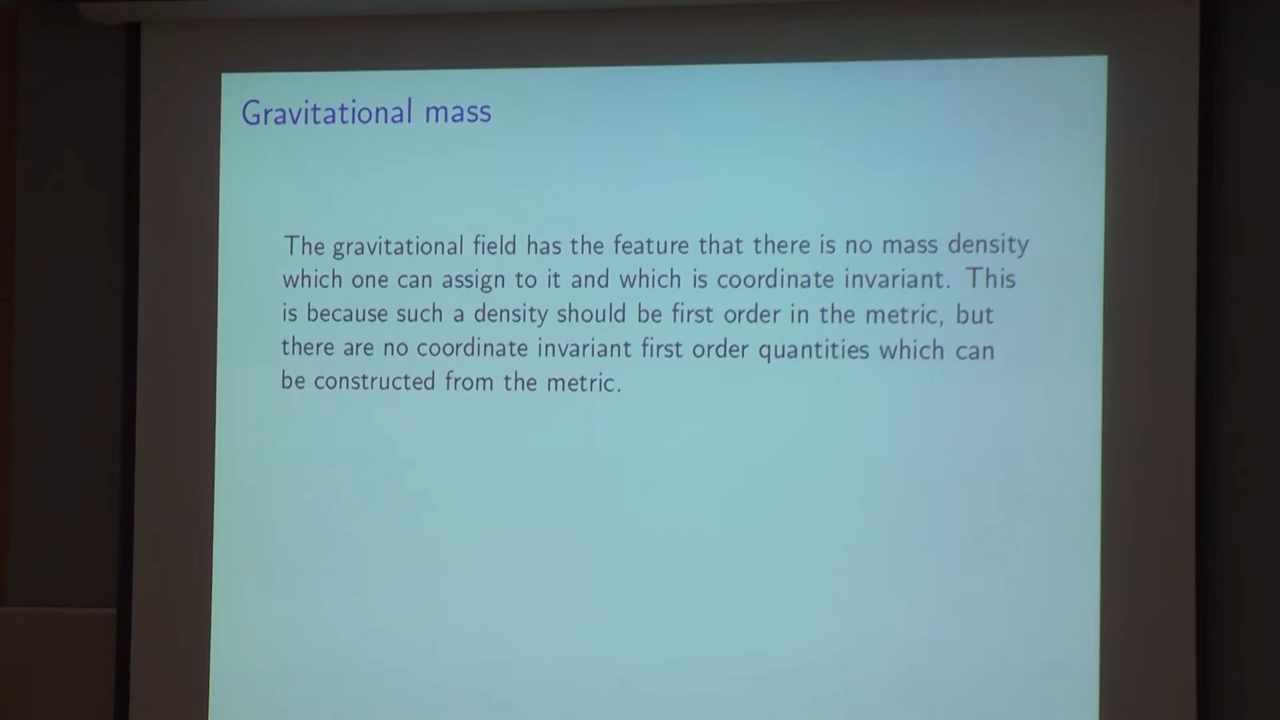 Gravitational mass
The gravitational field has the feature that there is no mass density
which one can assign to it and which is coordinate invariant. This
is because such a density should be first order in the metric, but
there are no coordinate invariant first order quantities which can
be constructed from the metric.